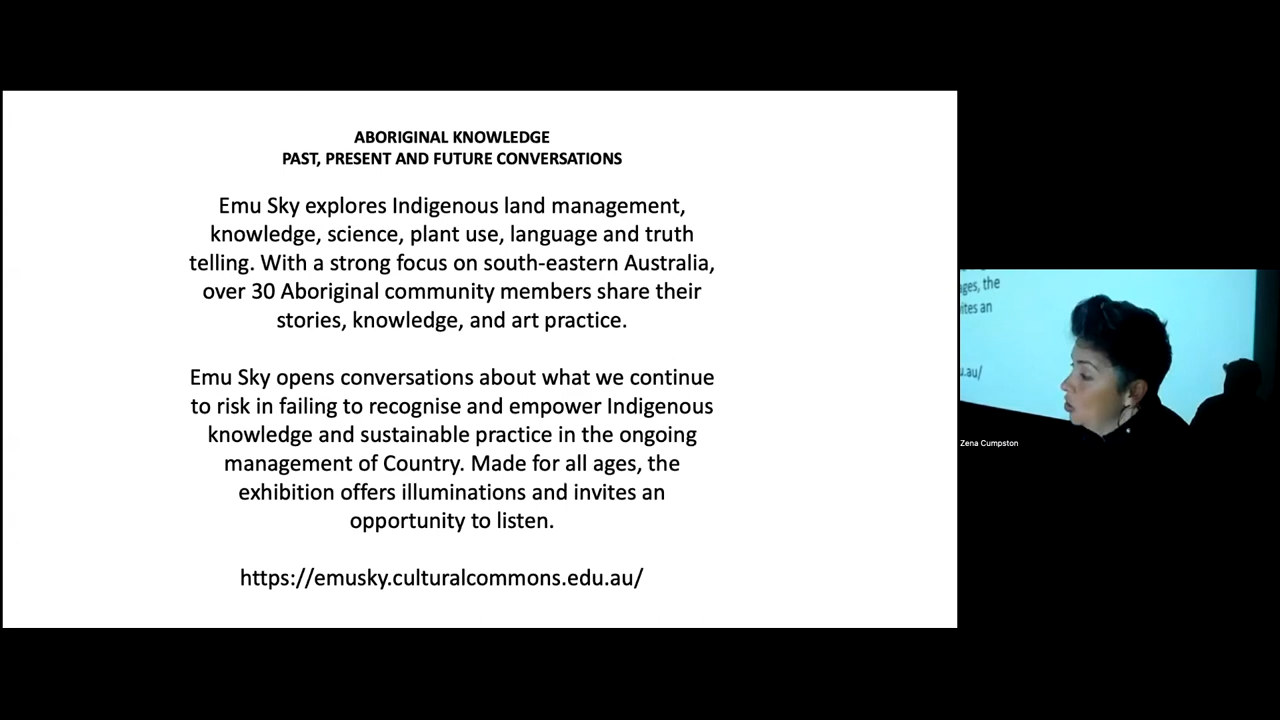 ABORIGINAL KNOWLEDGE
PAST, PRESENT AND FUTURE CONVERSATIONS
Emu Sky explores Indigenous land management,
knowledge, science, plant use, language and truth
telling. With a strong focus on south-eastern Australia,
over 30 Aboriginal community members share their
stories, knowledge, and art practice.
Emu Sky opens conversations about what we continue
to risk in failing to recognise and empower Indigenous
knowledge and sustainable practice in the ongoing
management of Country. Made for all ages, the
exhibition offers illuminations and invites an
opportunity to listen.
https://emusky.culturalcommons.edu.au/
ges, the
ites an
u.au/
Zena Cumpston